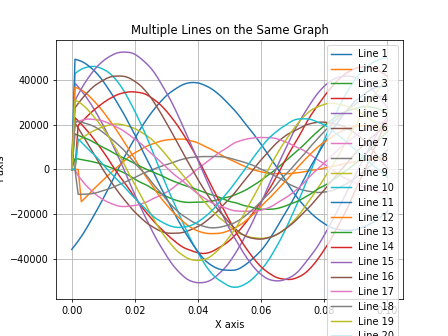 Multiple Lines on the Same Graph
40000
20000
0
−20000
−40000
0.00
0.02
0.04
0.06
X axis
Line 1
Line 2
Line 3
Line 4
Line 5
Line 6
Line 7
Line 8
Line 9
Line 10
Line 11
Line 12
Line 13
Line 14
Line 15
Line 16
Line 17
Line 18
Line 19
Line 20